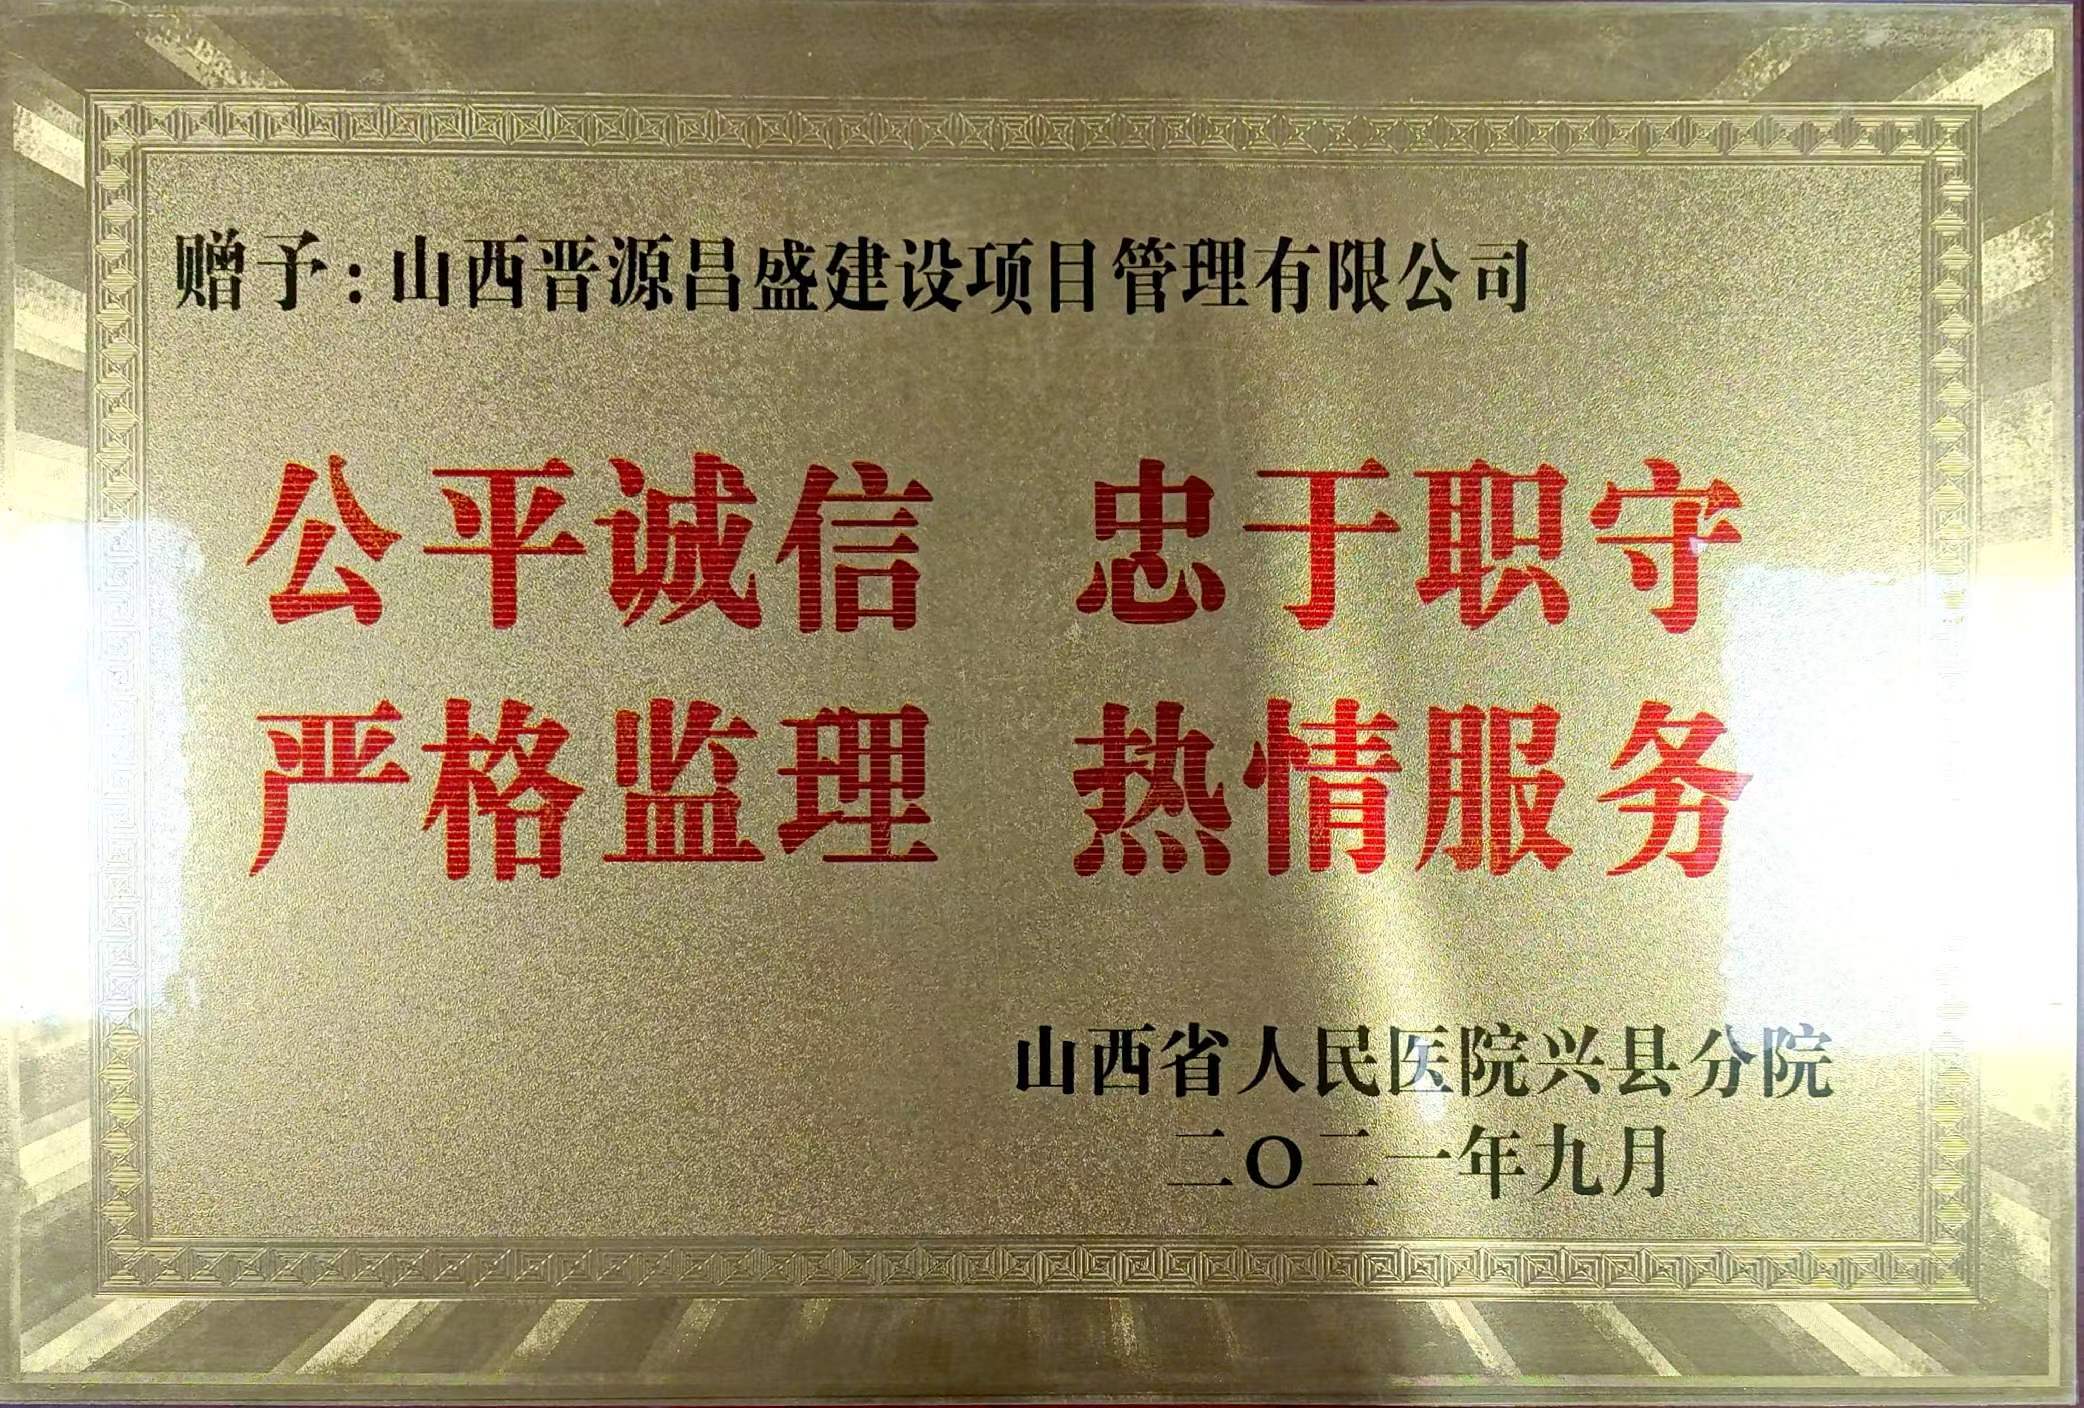 赠予：山西晋源昌盛建设项目管理有限公司
公平诚信 忠于职守
严格监理 热情服务
山西省人民医院兴县分院
二〇二一年九月